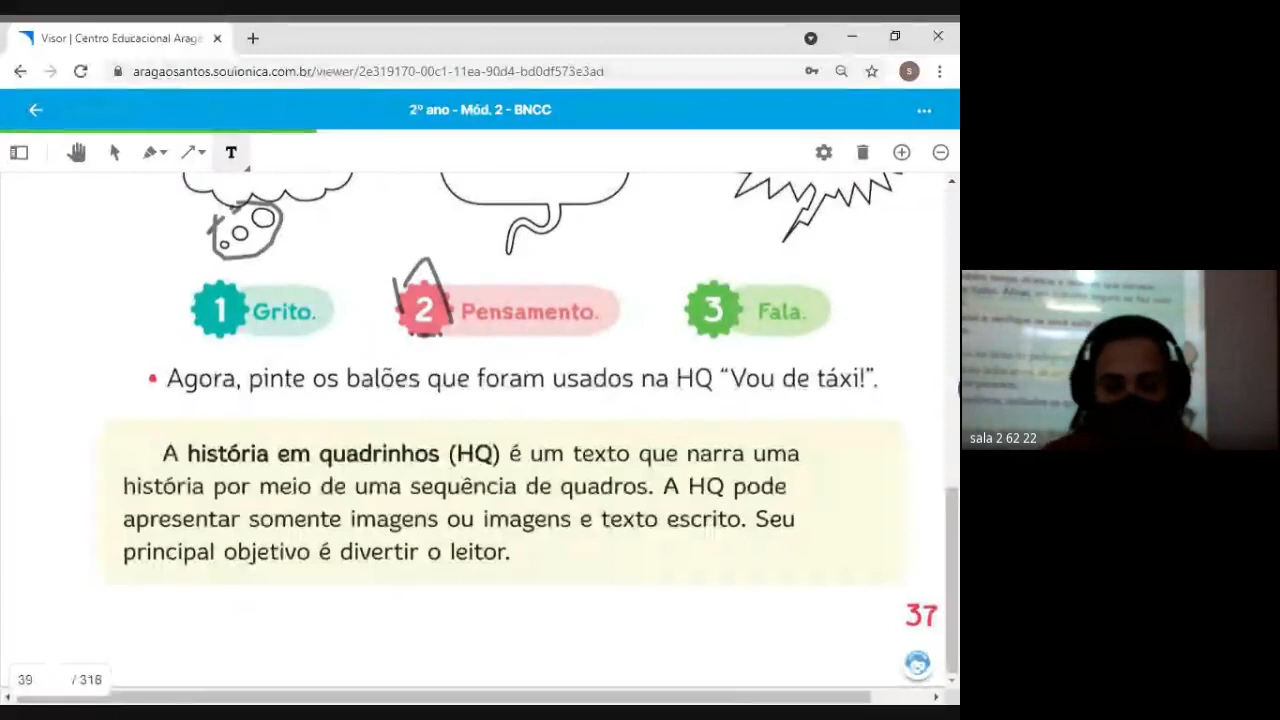 Visor | Centro Educacional Arag
aragaosantos.souionica.com.br/viewer/2e319170-00c1-11ea-90d4-bd0df573e3ad
S
2º ano - Mód. 2 - BNCC
T
1 Grito.
2 Pensamento.
3 Fala.
• Agora, pinte os balões que foram usados na HQ “Vou de táxi!”.
A história em quadrinhos (HQ) é um texto que narra uma
história por meio de uma sequência de quadros. A HQ pode
apresentar somente imagens ou imagens e texto escrito. Seu
principal objetivo é divertir o leitor.
37
39 / 318
sala 2 62 22